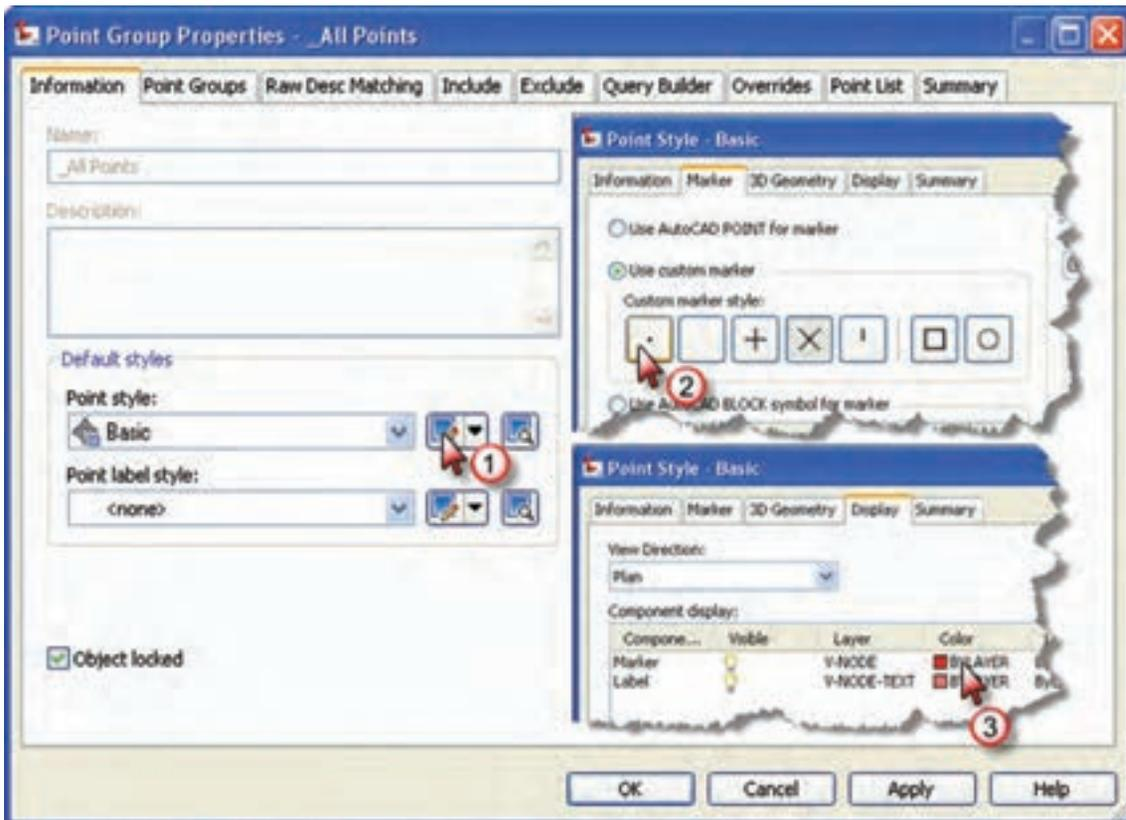 Point Group Properties - _All Points
Information Point Groups Raw Desc Matching Include Exclude Query Builder Overrides Point List Summary
Name:
_All Points
Description:
Default styles
Point style:
Basic
1
Point label style:
<none>
Object locked
Point Style - Basic
Information Marker 3D Geometry Display Summary
Use AutoCAD POINT for marker
Use custom marker
Custom marker style:
2
Use AutoCAD BLOCK symbol for marker
Point Style - Basic
Information Marker 3D Geometry Display Summary
View Direction:
Plan
Component display:
Compone... Visible Layer Color
Marker V-NODE BYLAYER
Label V-NODE-TEXT BYLAYER
3
OK Cancel Apply Help